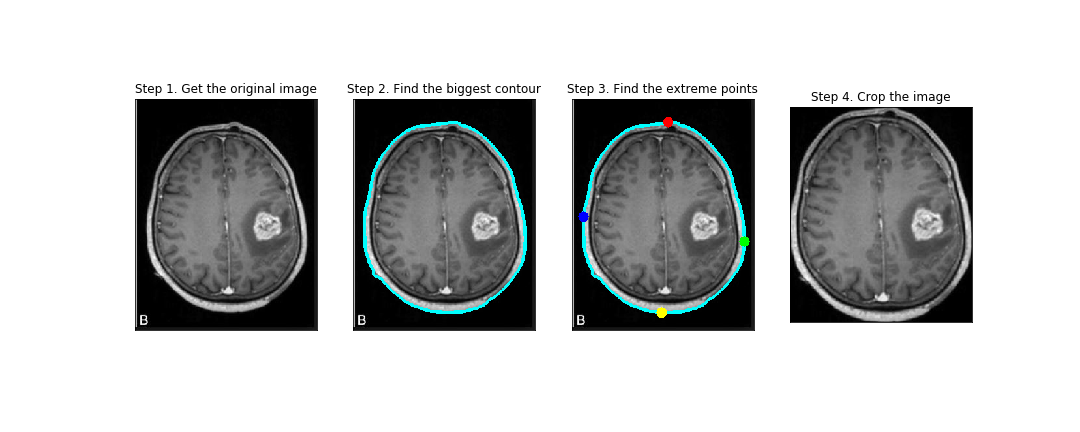 Step 1. Get the original image
Step 2. Find the biggest contour
Step 3. Find the extreme points
Step 4. Crop the image
B
B
B